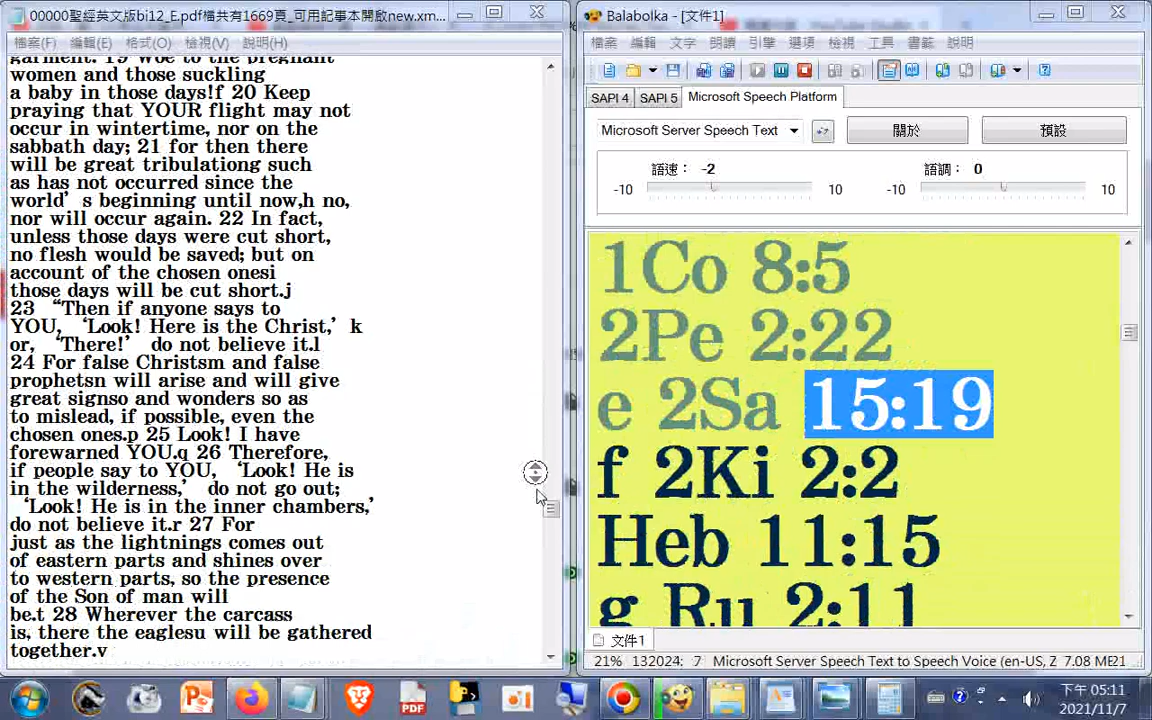 00000聖經英文版bi12_E.pdf檔共有1669頁_可用記事本開啟new.xm...
檔案(F) 編輯(E) 格式(O) 檢視(V) 說明(H)
garment. 19 Woe to the pregnant
women and those suckling
a baby in those days!f 20 Keep
praying that YOUR flight may not
occur in wintertime, nor on the
sabbath day; 21 for then there
will be great tribulationg such
as has not occurred since the
world’s beginning until now,h no,
nor will occur again. 22 In fact,
unless those days were cut short,
no flesh would be saved; but on
account of the chosen onesi
those days will be cut short.j
23 “Then if anyone says to
YOU, ‘Look! Here is the Christ,’k
or, ‘There!’ do not believe it.l
24 For false Christsm and false
prophetsn will arise and will give
great signso and wonders so as
to mislead, if possible, even the
chosen ones.p 25 Look! I have
forewarned YOU.q 26 Therefore,
if people say to YOU, ‘Look! He is
in the wilderness,’ do not go out;
‘Look! He is in the inner chambers,’
do not believe it.r 27 For
just as the lightnings comes out
of eastern parts and shines over
to western parts, so the presence
of the Son of man will
be.t 28 Wherever the carcass
is, there the eaglesu will be gathered
together.v
Balabolka - [文件1]
檔案 編輯 文字 朗讀 引擎 選項 檢視 工具 書籤 說明
SAPI 4 SAPI 5 Microsoft Speech Platform
Microsoft Server Speech Text 關於 預設
語速: -2 語調: 0
-10 10 -10 10
1Co 8:5
2Pe 2:22
e 2Sa 15:19
f 2Ki 2:2
Heb 11:15
g Ru 2:11
文件1
21% 132024: 7 Microsoft Server Speech Text to Speech Voice (en-US, Z 7.08 ME21
PDF
下午 05:11
2021/11/7